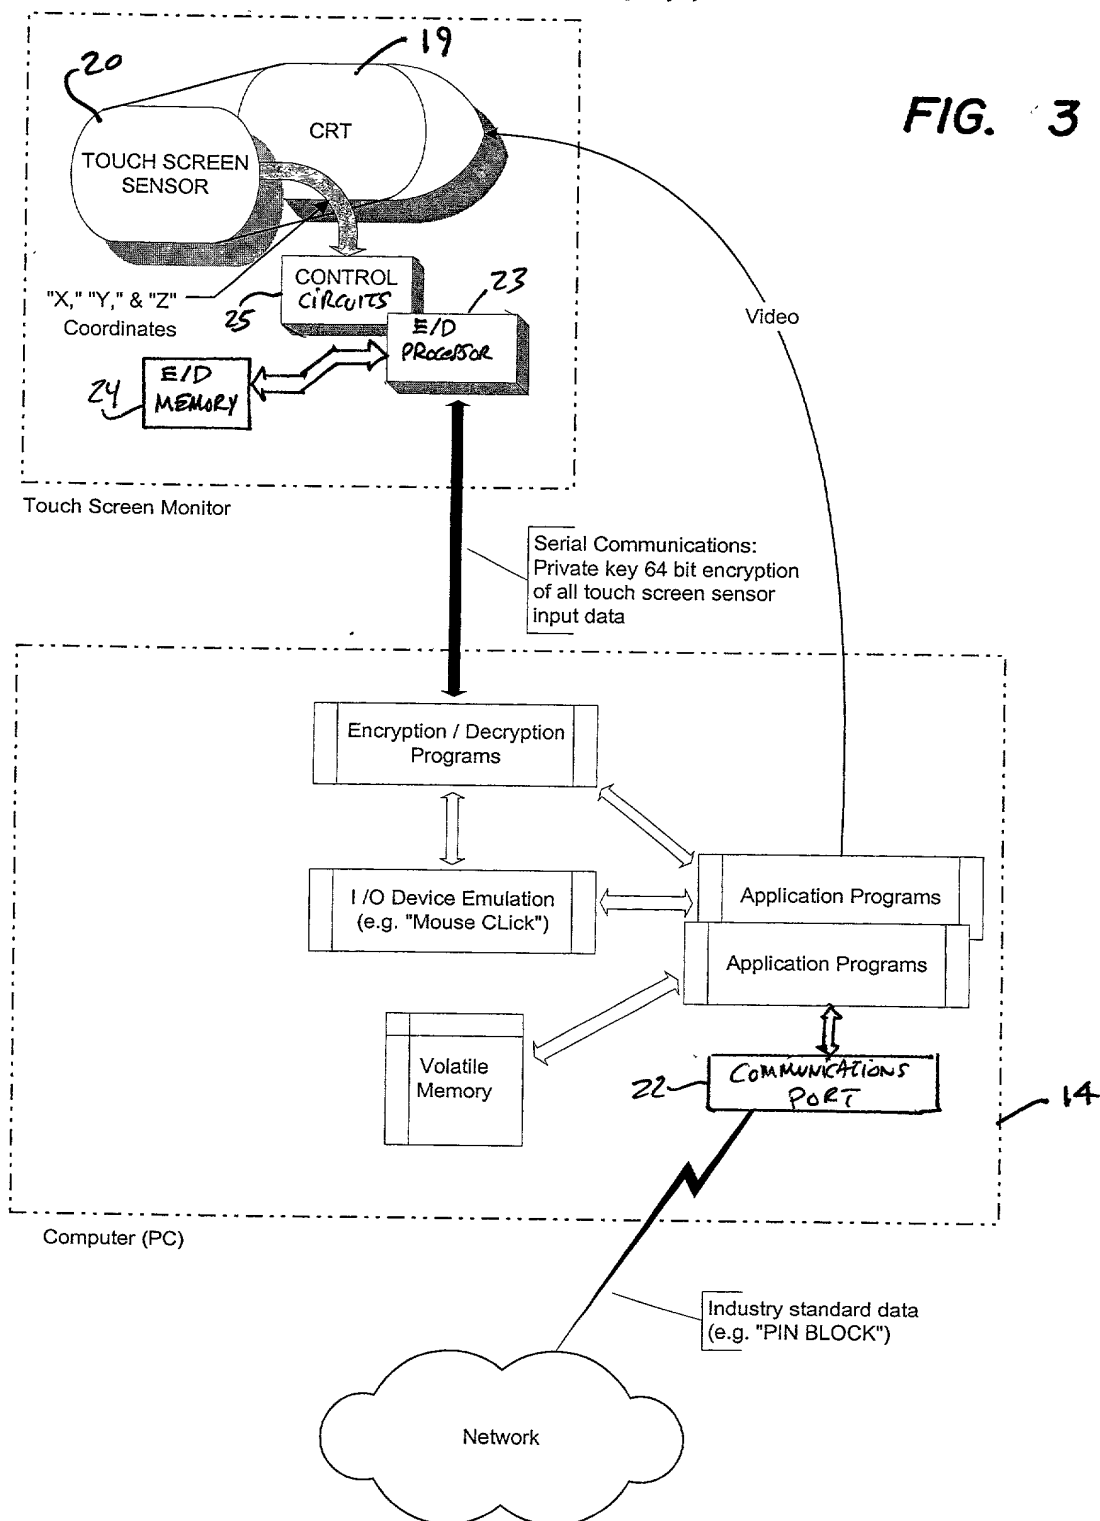 FIG. 3
19
20
CRT
TOUCH SCREEN
SENSOR
"X," "Y," & "Z"
Coordinates
CONTROL
CIRCUITS
25
23
E/D
PROCESSOR
24
E/D
MEMORY
Video
Touch Screen Monitor
Serial Communications:
Private key 64 bit encryption
of all touch screen sensor
input data
Encryption / Decryption
Programs
I /O Device Emulation
(e.g. "Mouse CLick")
Application Programs
Application Programs
Volatile
Memory
22
COMMUNICATIONS
PORT
14
Computer (PC)
Industry standard data
(e.g. "PIN BLOCK")
Network